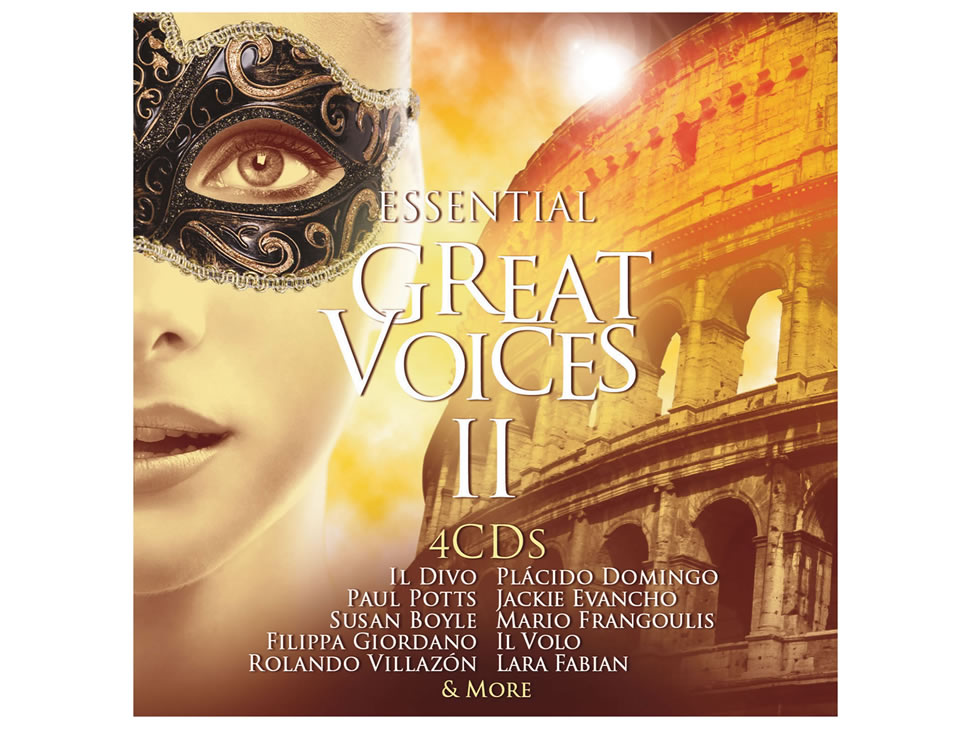 ESSENTIAL
GREAT
VOICES
II
4CDS
IL DIVO PLÁCIDO DOMINGO
PAUL POTTS JACKIE EVANCHO
SUSAN BOYLE MARIO FRANGOULIS
FILIPPA GIORDANO IL VOLO
ROLANDO VILLAZÓN LARA FABIAN
& MORE